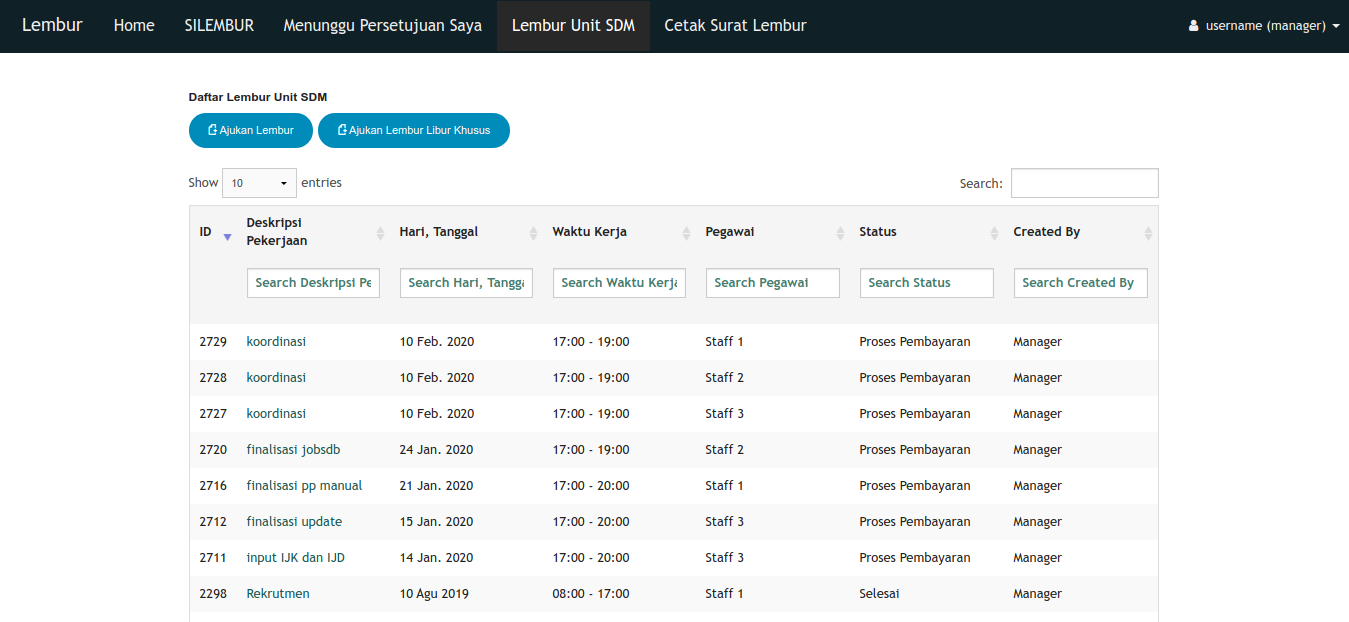 Lembur Home SILEMBUR Menunggu Persetujuan Saya Lembur Unit SDM Cetak Surat Lembur username (manager)
Daftar Lembur Unit SDM
Ajukan Lembur Ajukan Lembur Libur Khusus
Show 10 entries Search:
ID Deskripsi Pekerjaan Hari, Tanggal Waktu Kerja Pegawai Status Created By
Search Deskripsi Pe Search Hari, Tangga Search Waktu Kerja Search Pegawai Search Status Search Created By
2729 koordinasi 10 Feb. 2020 17:00 - 19:00 Staff 1 Proses Pembayaran Manager
2728 koordinasi 10 Feb. 2020 17:00 - 19:00 Staff 2 Proses Pembayaran Manager
2727 koordinasi 10 Feb. 2020 17:00 - 19:00 Staff 3 Proses Pembayaran Manager
2720 finalisasi jobsdb 24 Jan. 2020 17:00 - 19:00 Staff 2 Proses Pembayaran Manager
2716 finalisasi pp manual 21 Jan. 2020 17:00 - 20:00 Staff 1 Proses Pembayaran Manager
2712 finalisasi update 15 Jan. 2020 17:00 - 20:00 Staff 3 Proses Pembayaran Manager
2711 input IJK dan IJD 14 Jan. 2020 17:00 - 20:00 Staff 3 Proses Pembayaran Manager
2298 Rekrutmen 10 Agu 2019 08:00 - 17:00 Staff 1 Selesai Manager